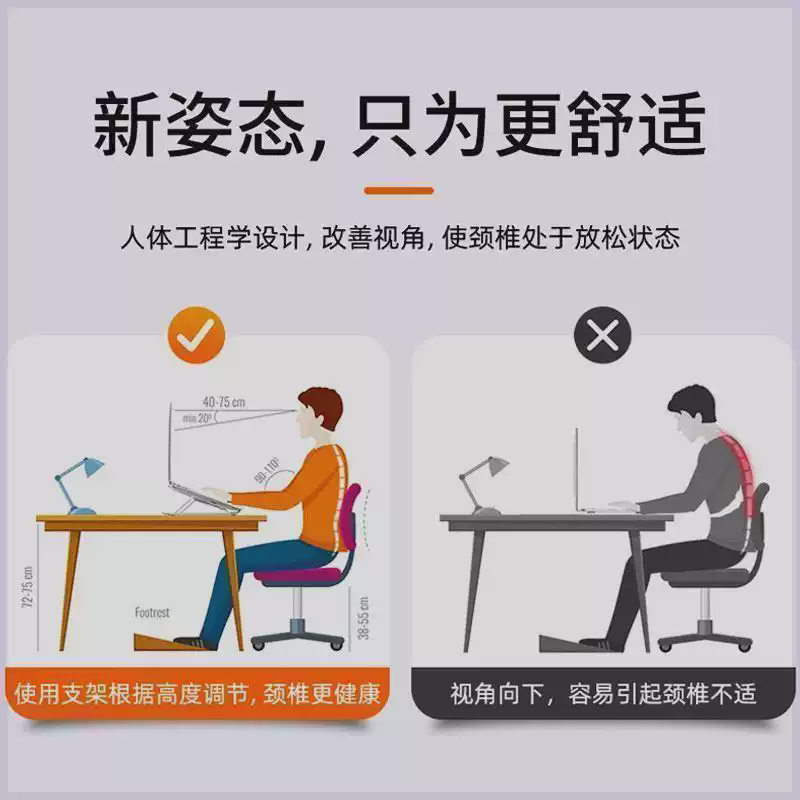 新姿态, 只为更舒适
人体工程学设计, 改善视角, 使颈椎处于放松状态
40-75 cm
min.20º
90-110º
72-75 cm
Footrest
38-55 cm
使用支架根据高度调节, 颈椎更健康
视角向下, 容易引起颈椎不适